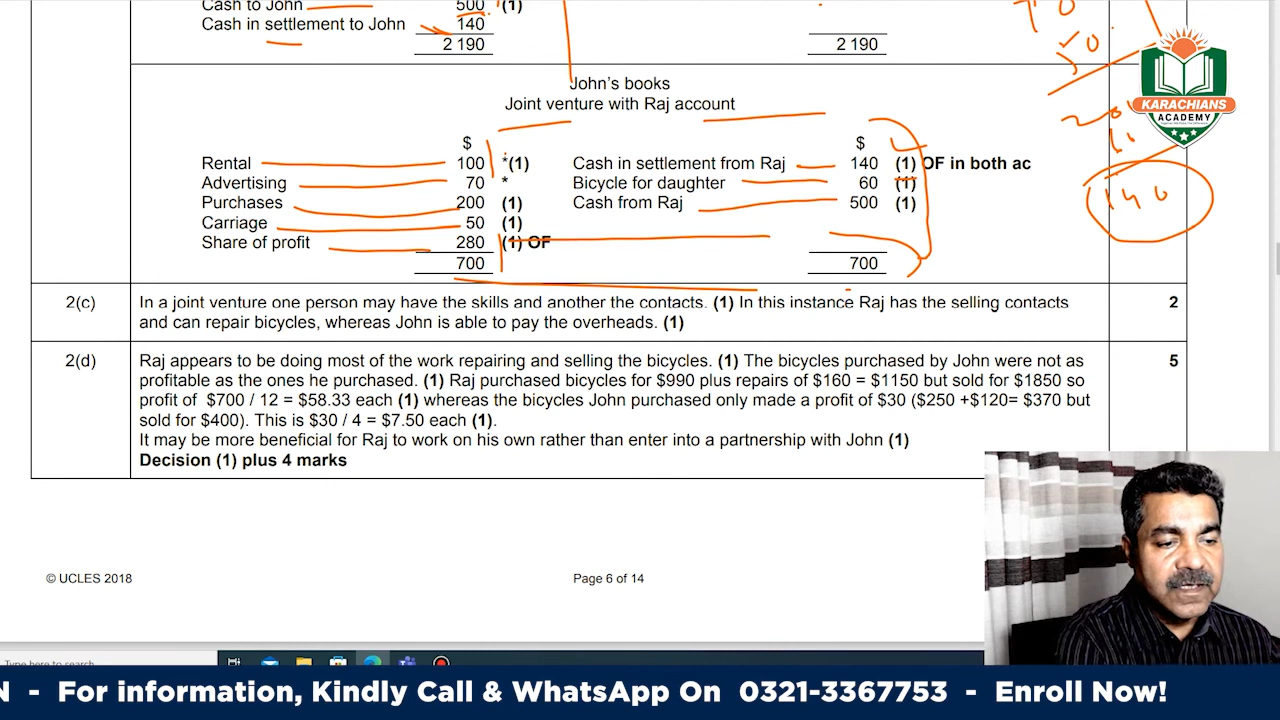 Cash to John 500 (1)
Cash in settlement to John 140
2 190 2 190
John's books
Joint venture with Raj account
$ $
Rental 100 *(1) Cash in settlement from Raj 140 (1) OF in both ac
Advertising 70 * Bicycle for daughter 60 (1)
Purchases 200 (1) Cash from Raj 500 (1)
Carriage 50 (1)
Share of profit 280 (1) OF
700 700
2(c) In a joint venture one person may have the skills and another the contacts. (1) In this instance Raj has the selling contacts 2
and can repair bicycles, whereas John is able to pay the overheads. (1)
2(d) Raj appears to be doing most of the work repairing and selling the bicycles. (1) The bicycles purchased by John were not as 5
profitable as the ones he purchased. (1) Raj purchased bicycles for $990 plus repairs of $160 = $1150 but sold for $1850 so
profit of $700 / 12 = $58.33 each (1) whereas the bicycles John purchased only made a profit of $30 ($250 +$120= $370 but
sold for $400). This is $30 / 4 = $7.50 each (1).
It may be more beneficial for Raj to work on his own rather than enter into a partnership with John (1)
Decision (1) plus 4 marks
© UCLES 2018 Page 6 of 14
KARACHIANS
ACADEMY
140
Type here to search
N - For information, Kindly Call & WhatsApp On 0321-3367753 - Enroll Now!